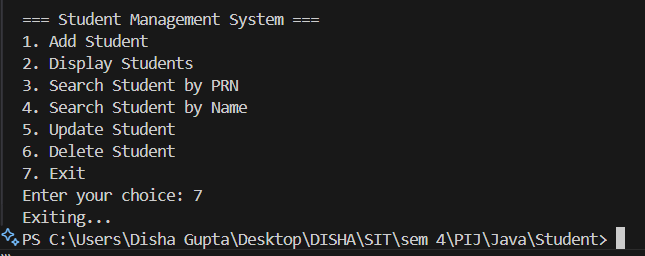 === Student Management System ===
1. Add Student
2. Display Students
3. Search Student by PRN
4. Search Student by Name
5. Update Student
6. Delete Student
7. Exit
Enter your choice: 7
Exiting...
PS C:\Users\Disha Gupta\Desktop\DISHA\SIT\sem 4\PIJ\Java\Student>